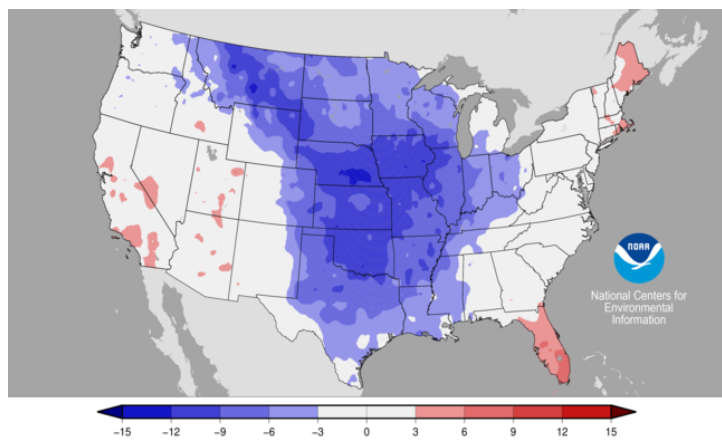 NOAA
National Centers for
Environmental
Information
-15 -12 -9 -6 -3 0 3 6 9 12 15